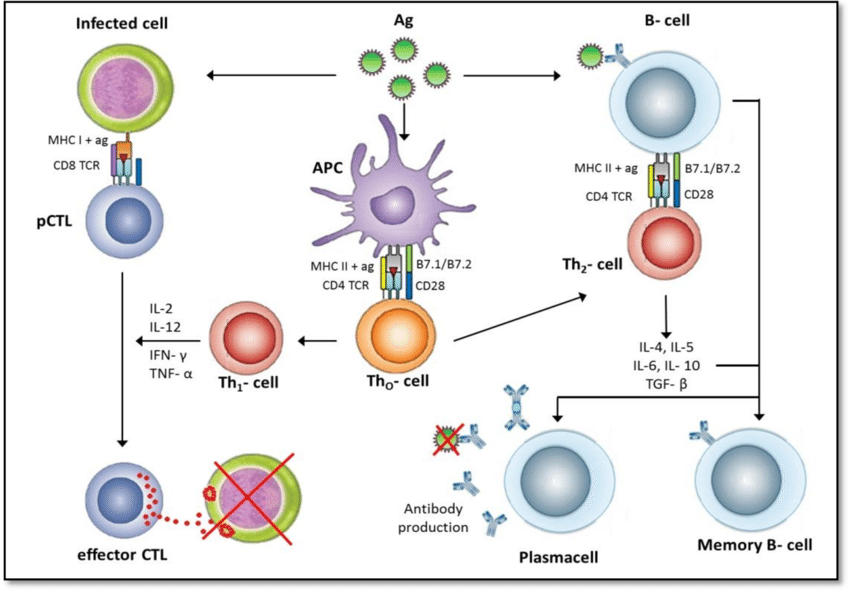 Infected cell
Ag
B- cell
MHC I + ag
CD8 TCR
pCTL
APC
MHC II + ag
B7.1/B7.2
CD4 TCR
CD28
MHC II + ag
B7.1/B7.2
CD4 TCR
CD28
Th2- cell
IL-2
IL-12
IFN- γ
TNF- α
Th1- cell
ThO- cell
IL-4, IL-5
IL-6, IL- 10
TGF- β
effector CTL
Antibody
production
Plasmacell
Memory B- cell